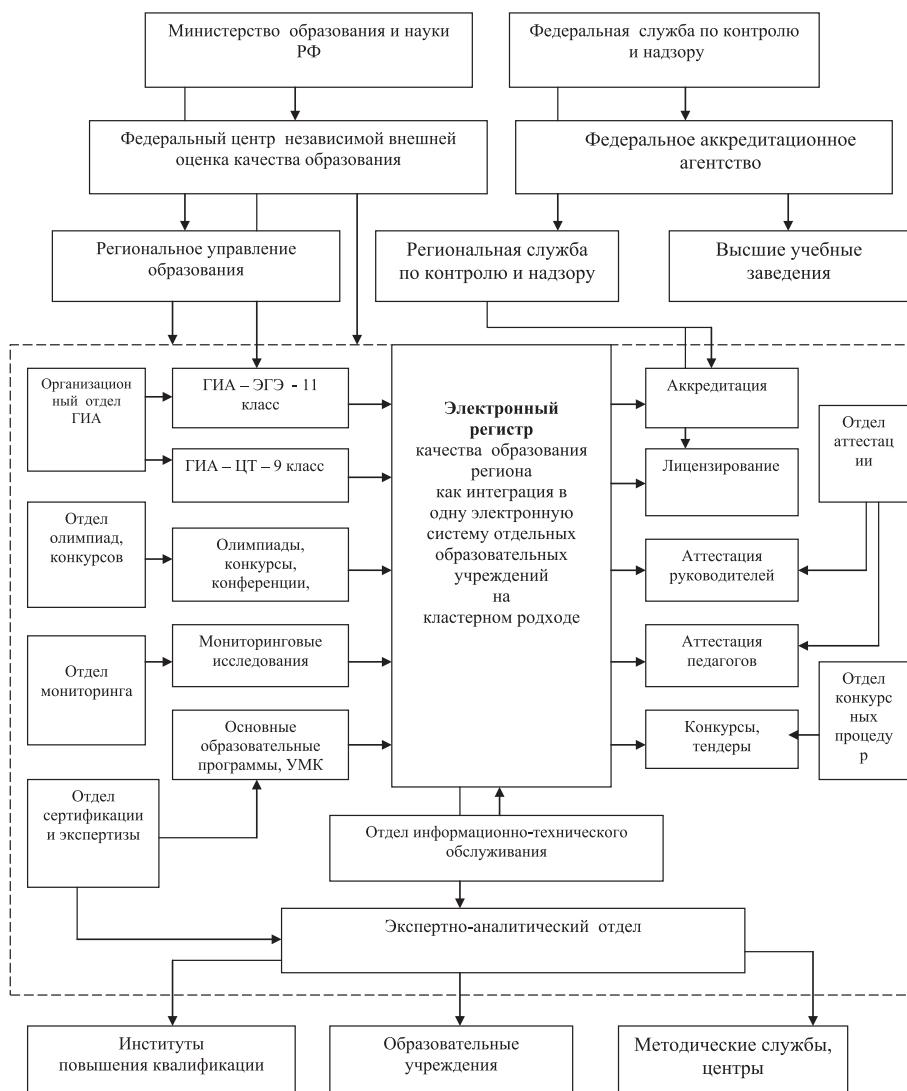 Министерство образования и науки
РФ
Федеральная служба по контролю
и надзору
Федеральный центр независимой внешней
оценка качества образования
Федеральное аккредитационное
агентство
Региональное управление
образования
Региональная служба
по контролю и надзору
Высшие учебные
заведения
Организацион
ный отдел
ГИА
ГИА – ЭГЭ - 11
класс
ГИА – ЦТ – 9 класс
Отдел
олимпиад,
конкурсов
Олимпиады,
конкурсы,
конференции,
Отдел
мониторинга
Мониторинговые
исследования
Основные
образовательные
программы, УМК
Отдел
сертификации
и экспертизы
Электронный
регистр
качества образования
региона
как интеграция в
одну электронную
систему отдельных
образовательных
учреждений
на
кластерном родходе
Аккредитация
Лицензирование
Отдел
аттестац
ии
Аттестация
руководителей
Аттестация
педагогов
Конкурсы,
тендеры
Отдел
конкурс
ных
процеду
р
Отдел информационно-технического
обслуживания
Экспертно-аналитический отдел
Институты
повышения квалификации
Образовательные
учреждения
Методические службы,
центры